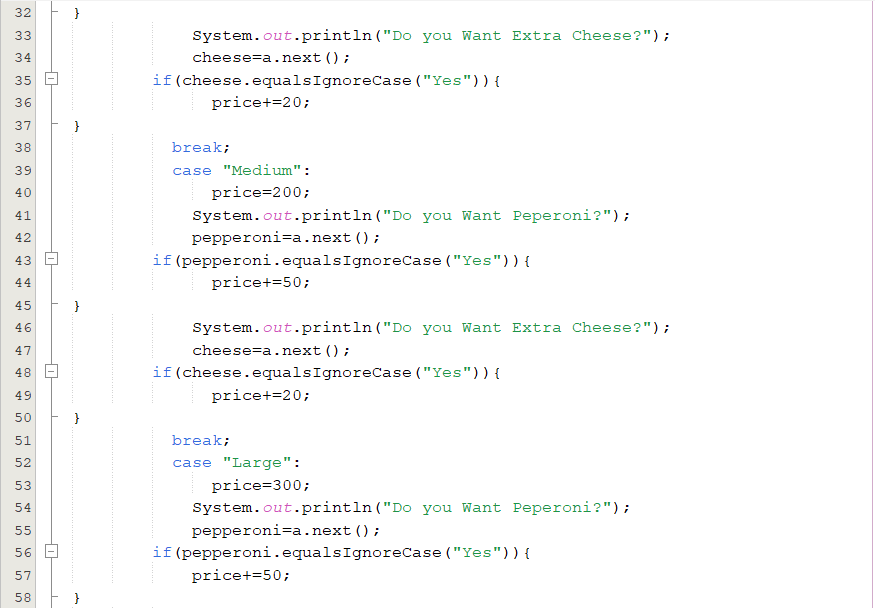 32 }
33 System.out.println("Do you Want Extra Cheese?");
34 cheese=a.next();
35 if(cheese.equalsIgnoreCase("Yes")){
36 price+=20;
37 }
38 break;
39 case "Medium":
40 price=200;
41 System.out.println("Do you Want Peperoni?");
42 pepperoni=a.next();
43 if(pepperoni.equalsIgnoreCase("Yes")){
44 price+=50;
45 }
46 System.out.println("Do you Want Extra Cheese?");
47 cheese=a.next();
48 if(cheese.equalsIgnoreCase("Yes")){
49 price+=20;
50 }
51 break;
52 case "Large":
53 price=300;
54 System.out.println("Do you Want Peperoni?");
55 pepperoni=a.next();
56 if(pepperoni.equalsIgnoreCase("Yes")){
57 price+=50;
58 }